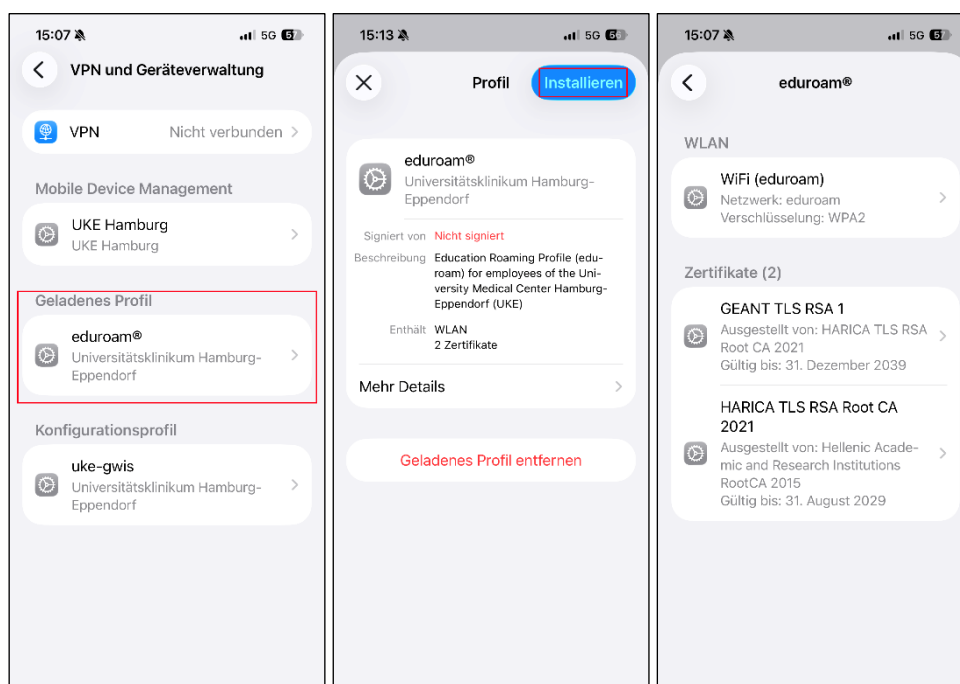 15:07
5G 67
VPN und Geräteverwaltung
VPN
Nicht verbunden
Mobile Device Management
UKE Hamburg
UKE Hamburg
Geladenes Profil
eduroam®
Universitätsklinikum Hamburg-
Eppendorf
Konfigurationsprofil
uke-gwis
Universitätsklinikum Hamburg-
Eppendorf
15:13
5G 66
Profil
Installieren
eduroam®
Universitätsklinikum Hamburg-
Eppendorf
Signiert von Nicht signiert
Beschreibung Education Roaming Profile (edu-
roam) for employees of the Uni-
versity Medical Center Hamburg-
Eppendorf (UKE)
Enthält WLAN
2 Zertifikate
Mehr Details
Geladenes Profil entfernen
15:07
5G 67
eduroam®
WLAN
WiFi (eduroam)
Netzwerk: eduroam
Verschlüsselung: WPA2
Zertifikate (2)
GEANT TLS RSA 1
Ausgestellt von: HARICA TLS RSA
Root CA 2021
Gültig bis: 31. Dezember 2039
HARICA TLS RSA Root CA
2021
Ausgestellt von: Hellenic Acade-
mic and Research Institutions
RootCA 2015
Gültig bis: 31. August 2029